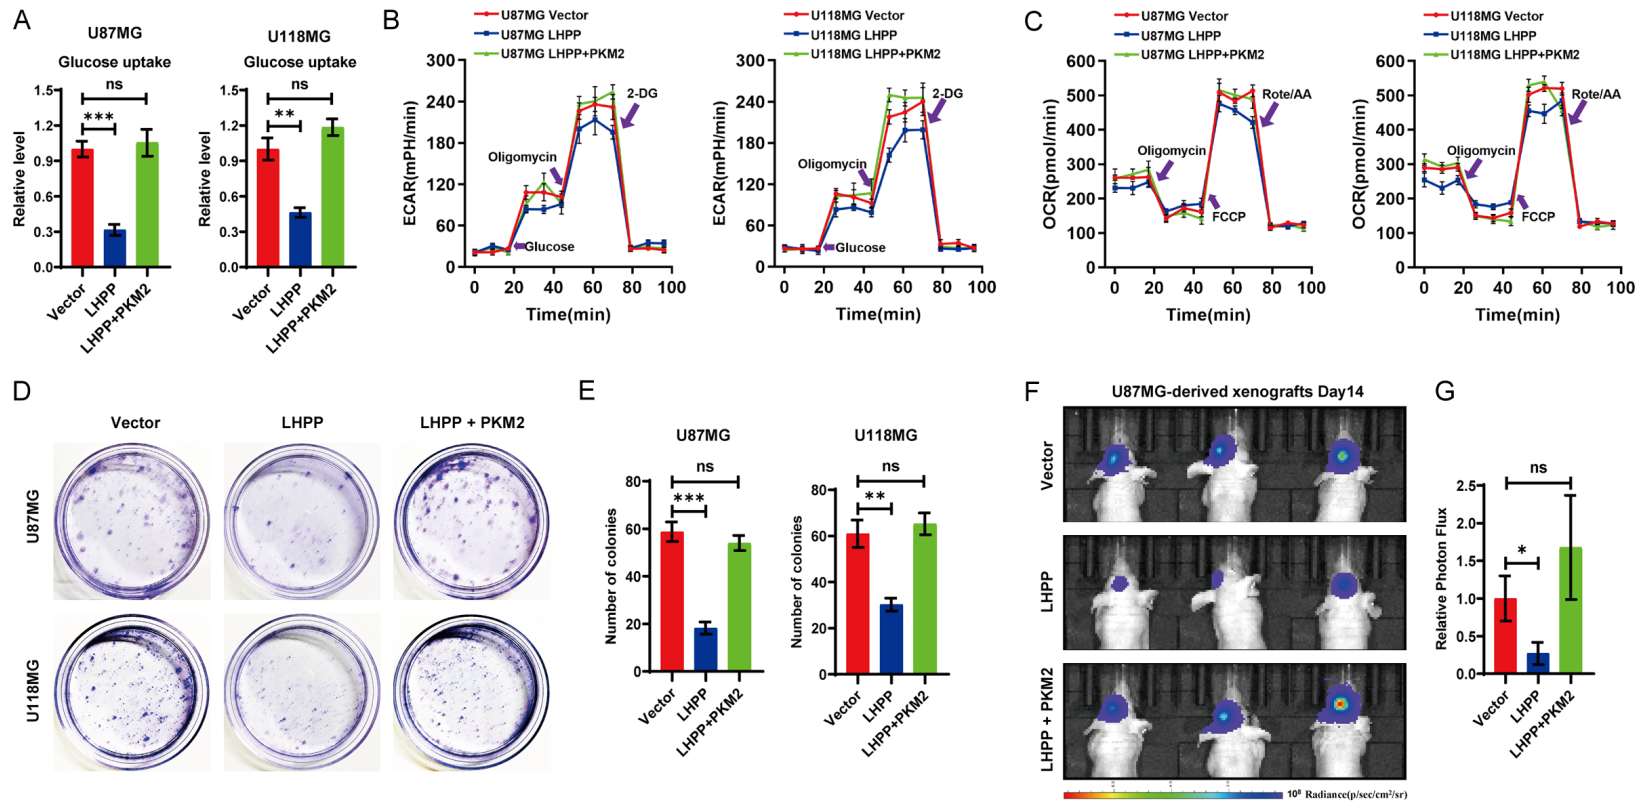 A
U87MG
Glucose uptake
ns
***
Relative level
1.5
1.2
0.9
0.6
0.3
0.0
Vector
LHPP
LHPP+PKM2
U118MG
Glucose uptake
ns
**
Relative level
1.5
1.2
0.9
0.6
0.3
0.0
Vector
LHPP
LHPP+PKM2
B
U87MG Vector
U87MG LHPP
U87MG LHPP+PKM2
ECAR(mPH/min)
300
240
180
120
60
0
2-DG
Oligomycin
Glucose
0 20 40 60 80 100
Time(min)
U118MG Vector
U118MG LHPP
U118MG LHPP+PKM2
ECAR(mPH/min)
300
240
180
120
60
0
2-DG
Oligomycin
Glucose
0 20 40 60 80 100
Time(min)
C
U87MG Vector
U87MG LHPP
U87MG LHPP+PKM2
OCR(pmol/min)
600
500
400
300
200
100
0
Rote/AA
Oligomycin
FCCP
0 20 40 60 80 100
Time(min)
U118MG Vector
U118MG LHPP
U118MG LHPP+PKM2
OCR(pmol/min)
600
500
400
300
200
100
0
Rote/AA
Oligomycin
FCCP
0 20 40 60 80 100
Time(min)
D
Vector LHPP LHPP + PKM2
U87MG
U118MG
E
U87MG
ns
***
Number of colonies
80
60
40
20
0
Vector
LHPP
LHPP+PKM2
U118MG
ns
**
Number of colonies
80
60
40
20
0
Vector
LHPP
LHPP+PKM2
F
U87MG-derived xenografts Day14
Vector
LHPP
LHPP + PKM2
10⁸ Radiance(p/sec/cm²/sr)
G
ns
*
Relative Photon Flux
2.5
2.0
1.5
1.0
0.5
0.0
Vector
LHPP
LHPP+PKM2